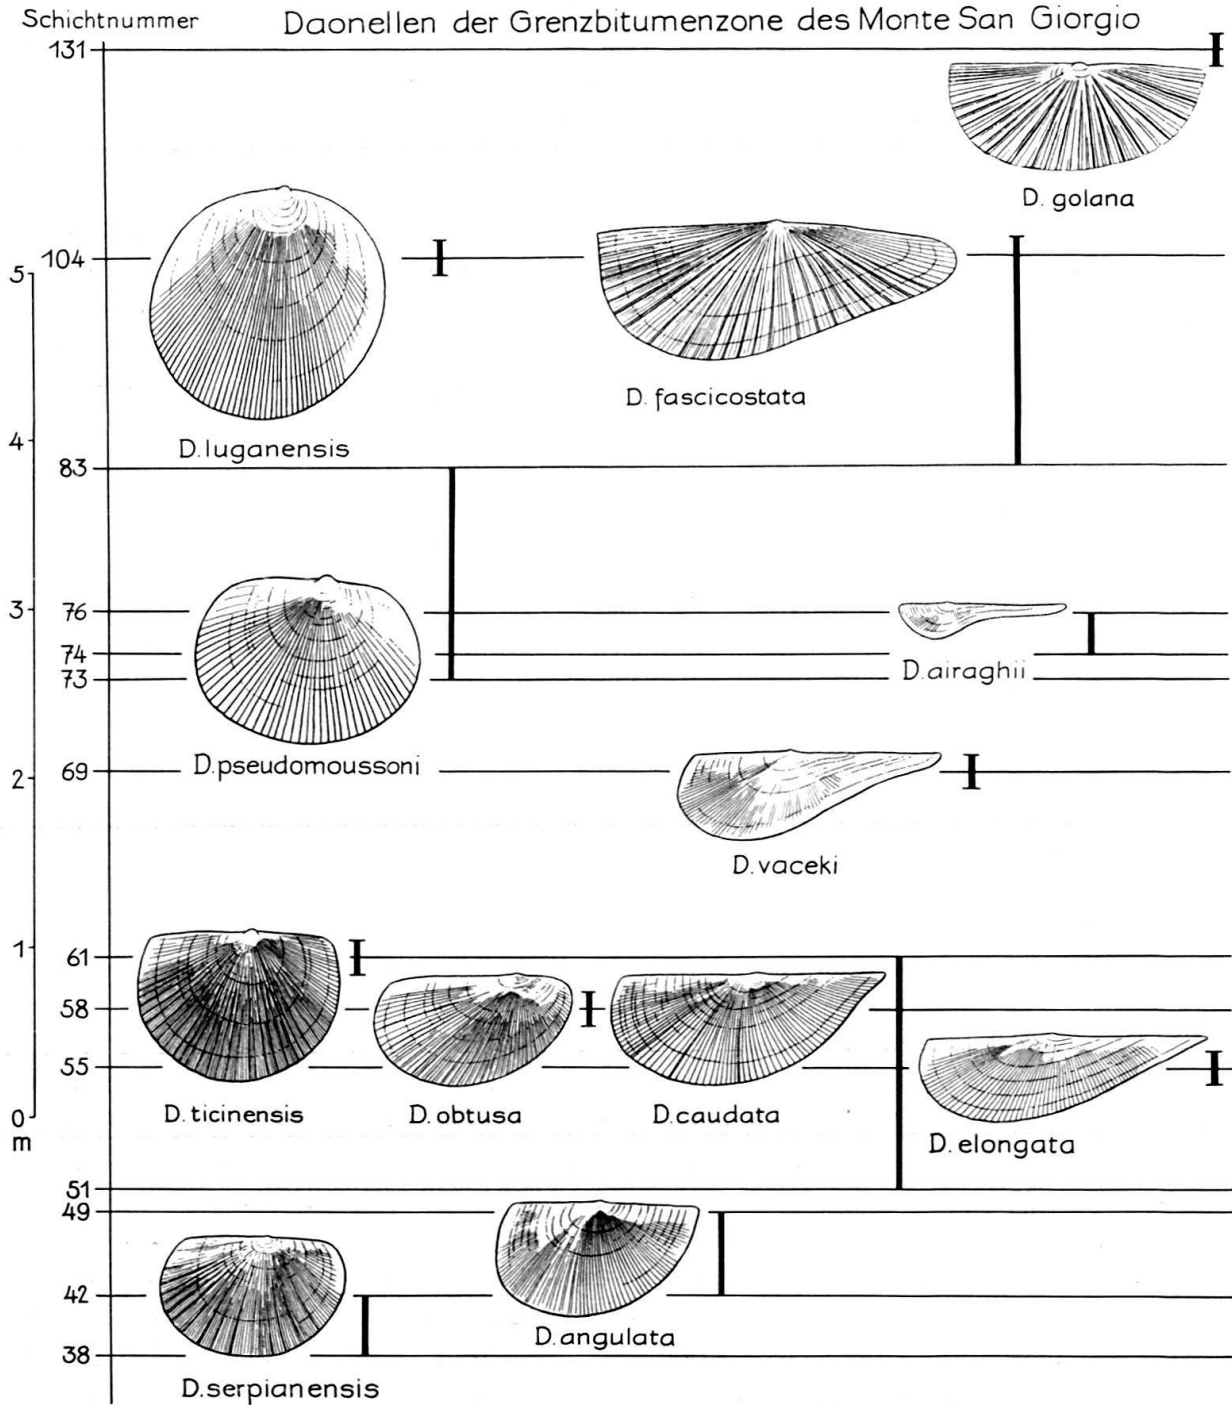 Schichtnummer
Daonellen der Grenzbitumenzone des Monte San Giorgio
131
D. golana
104
5
D. fascicostata
4
D. luganensis
83
3
76
74
73
D. airaghii
2
69
D. pseudomoussoni
D. vaceki
1
61
58
55
0
m
D. ticinensis
D. obtusa
D. caudata
D. elongata
51
49
42
D. angulata
38
D. serpianensis